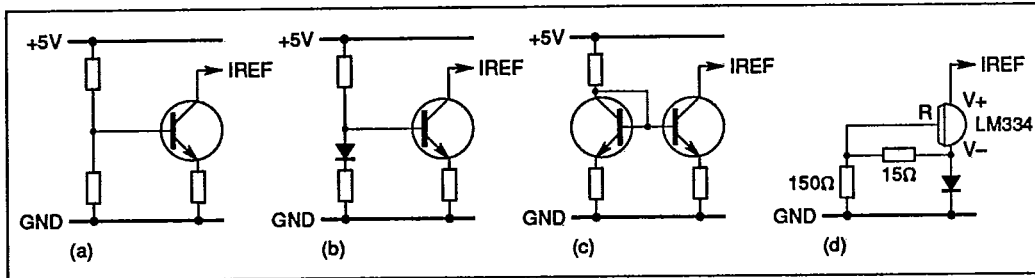 +5V
IREF
GND
(a)
+5V
IREF
GND
(b)
+5V
IREF
GND
(c)
IREF
V+
R
LM334
V–
15Ω
150Ω
GND
(d)